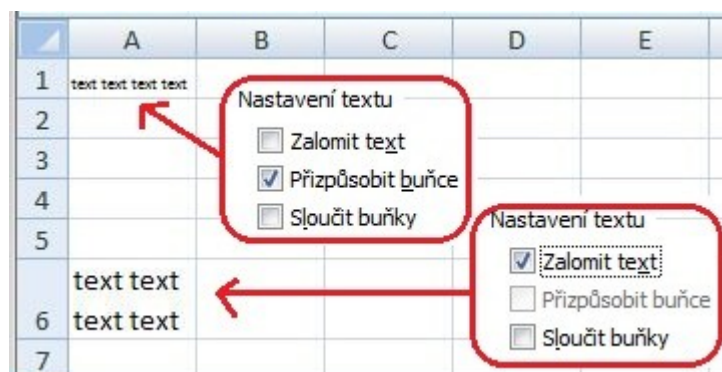 A B C D E
1 text text text text
2
3
4
5
6 text text
text text
7
Nastavení textu
Zalomit text
Přizpůsobit buňce
Sloučit buňky
Nastavení textu
Zalomit text
Přizpůsobit buňce
Sloučit buňky